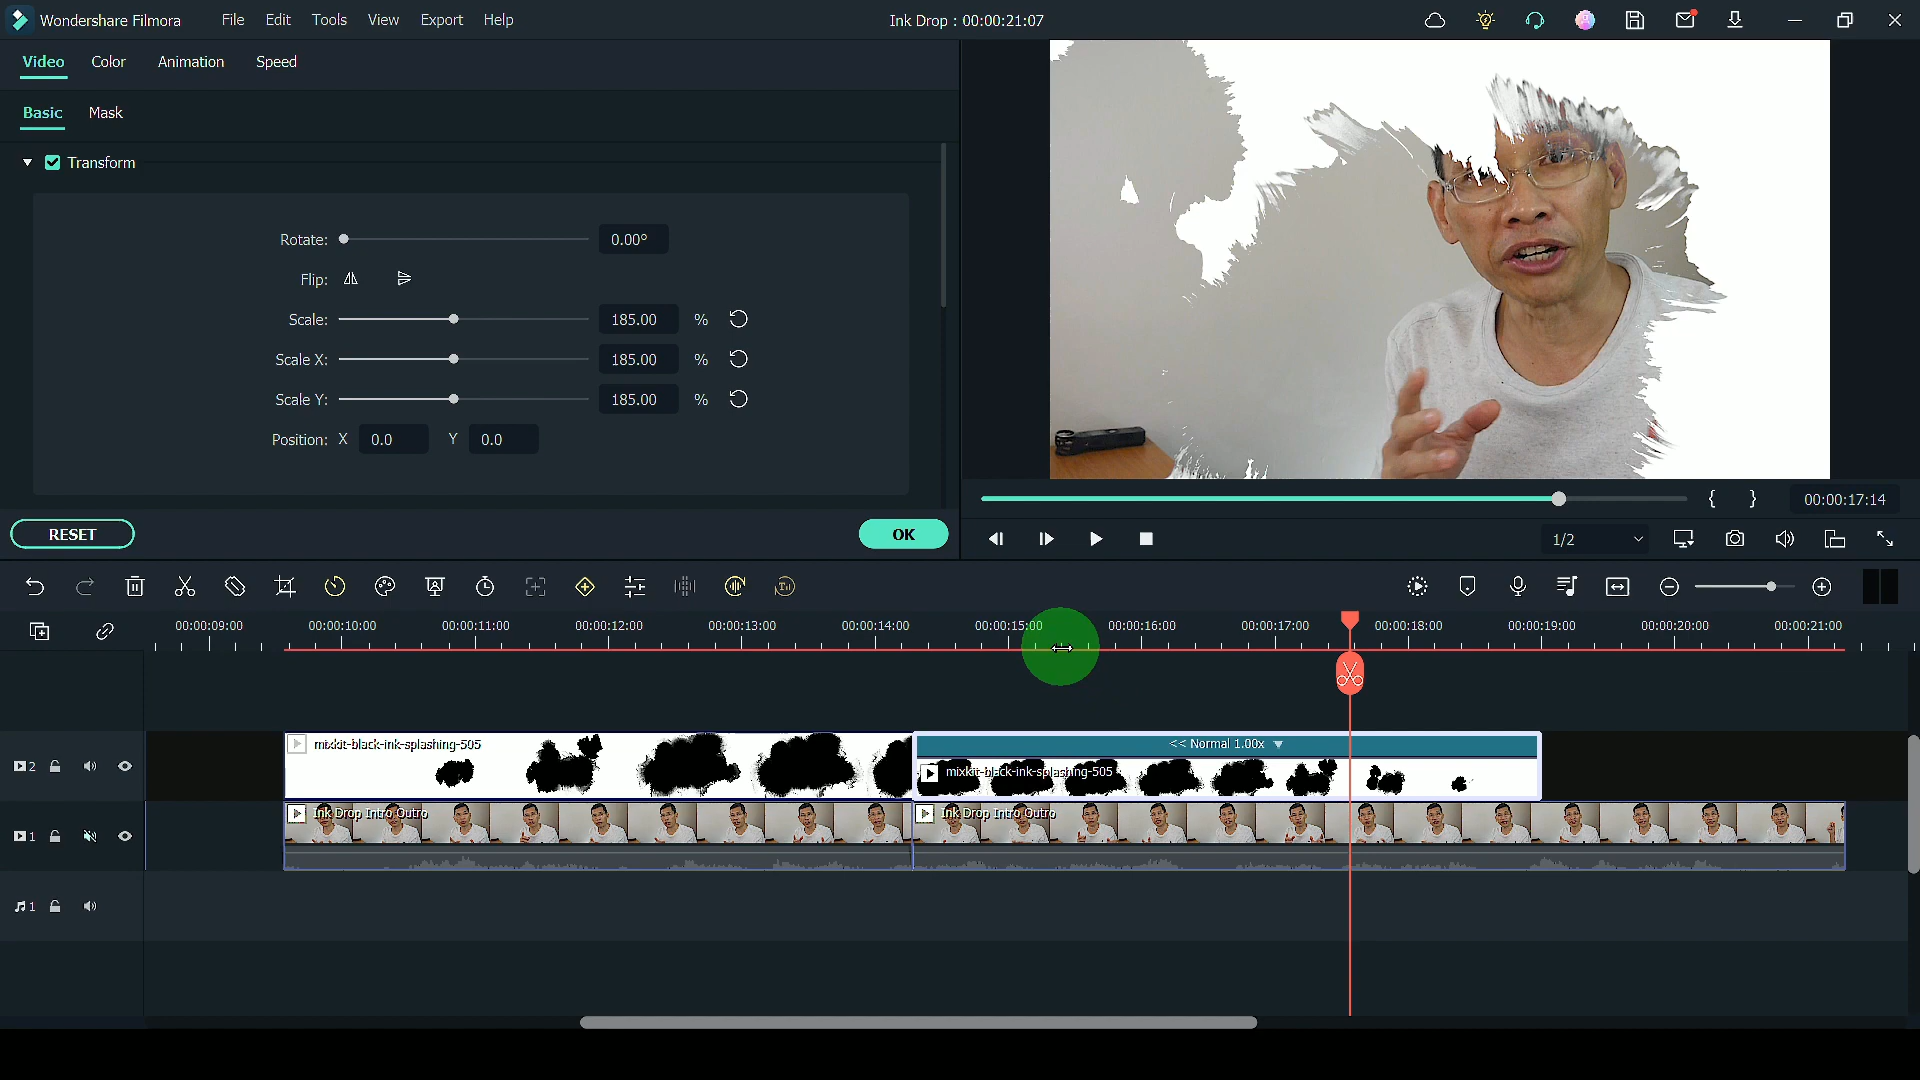 Wondershare Filmora File Edit Tools View Export Help Ink Drop : 00:00:21:07
Video Color Animation Speed
Basic Mask
Transform
Rotate: 0.00°
Flip:
Scale: 185.00 %
Scale X: 185.00 %
Scale Y: 185.00 %
Position: X 0.0 Y 0.0
{ } 00:00:17:14
RESET OK
1/2
00:00:09:00 00:00:10:00 00:00:11:00 00:00:12:00 00:00:13:00 00:00:14:00 00:00:15:00 00:00:16:00 00:00:17:00 00:00:18:00 00:00:19:00 00:00:20:00 00:00:21:00
mixkit-black-ink-splashing-505 << Normal 1.00x
2 mixkit-black-ink-splashing-505
Ink Drop Intro Outro Ink Drop Intro Outro
1
1